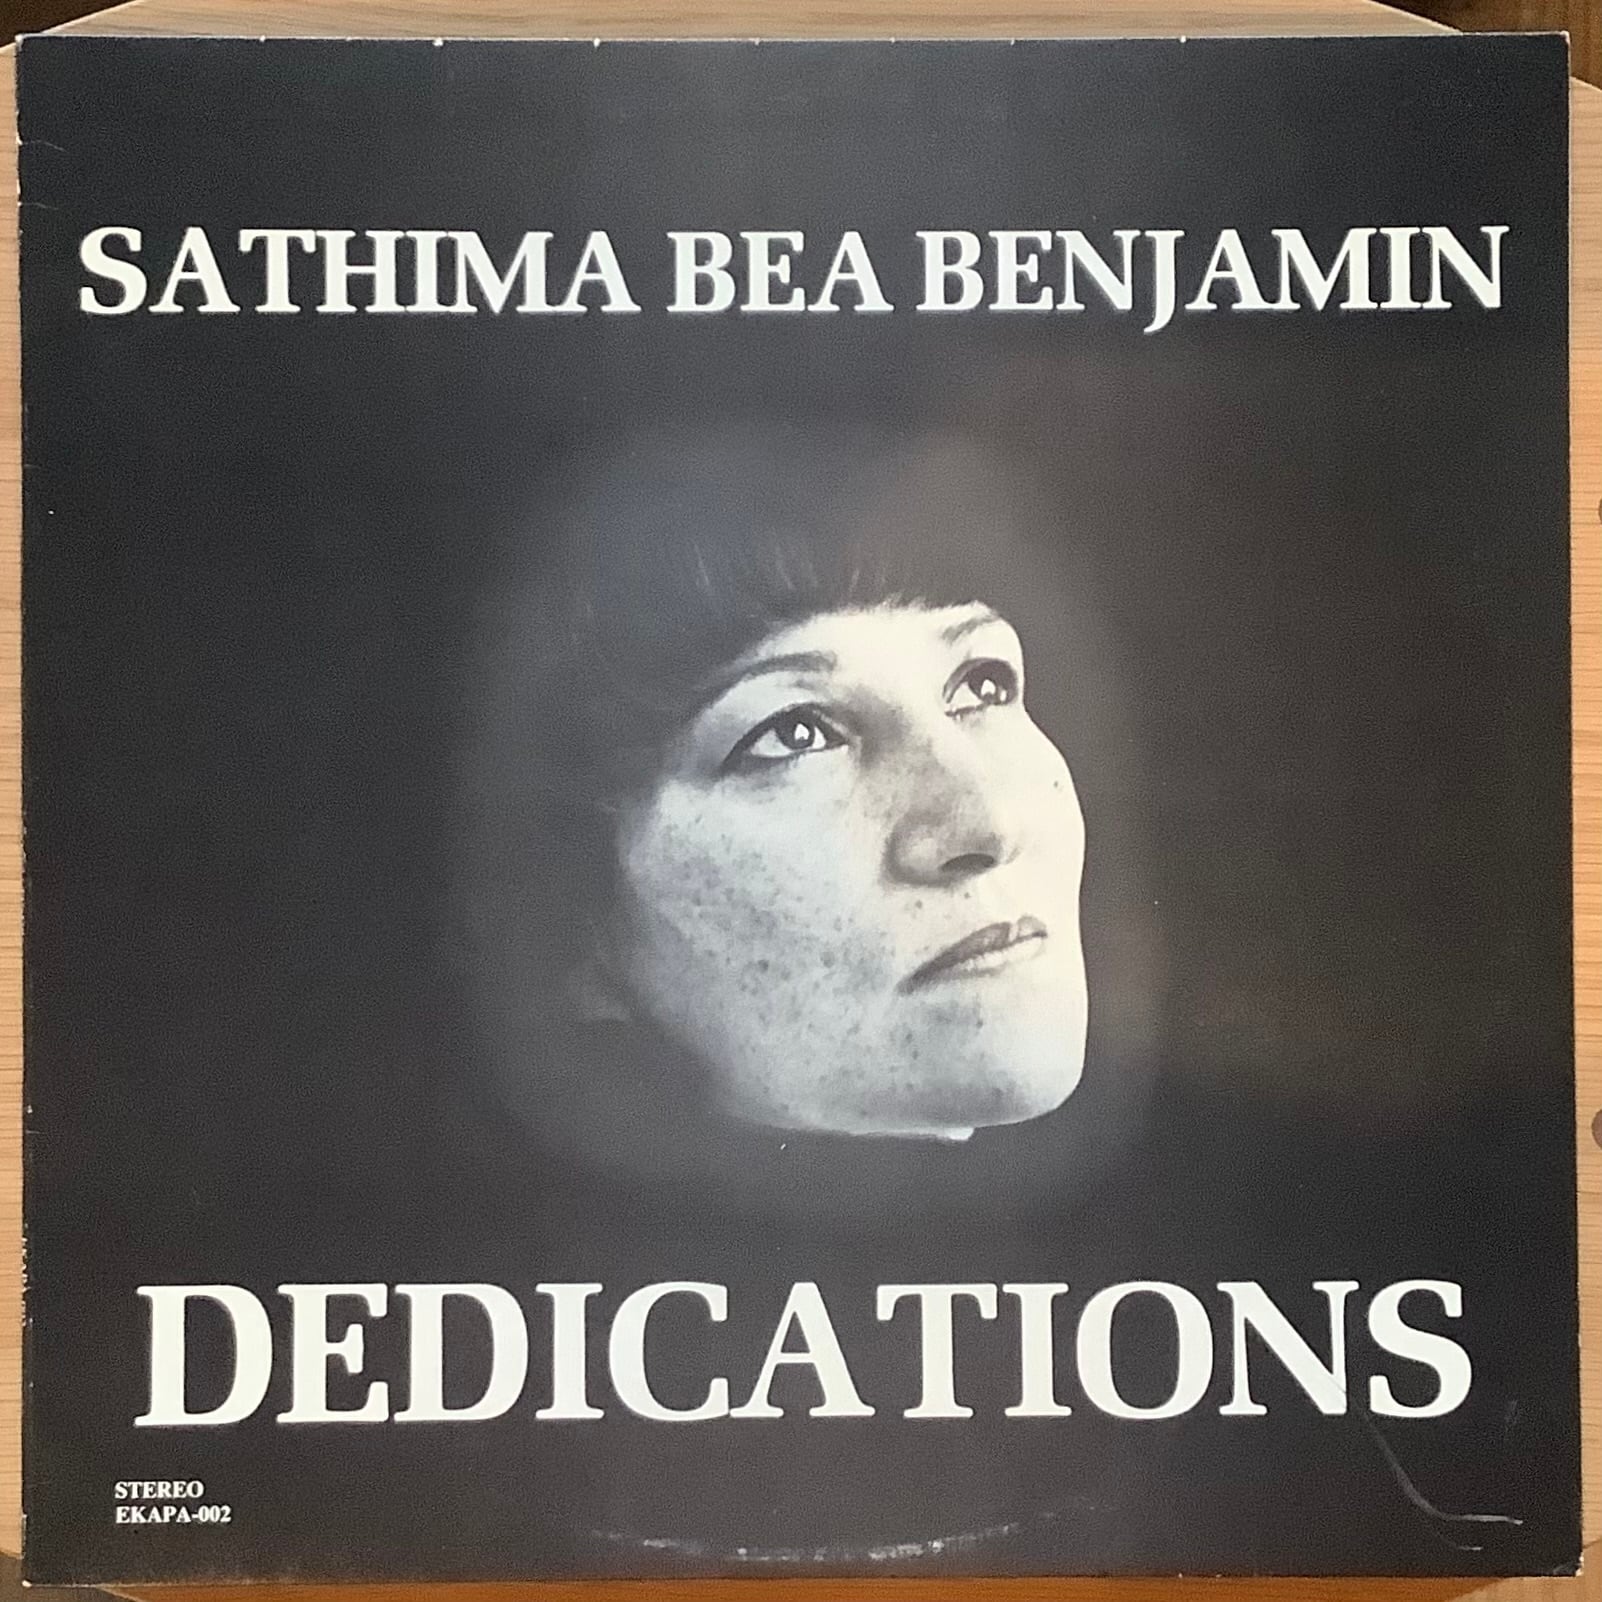 SATHIMA BEA BENJAMIN
DEDICATIONS
STEREO
EKAPA-002